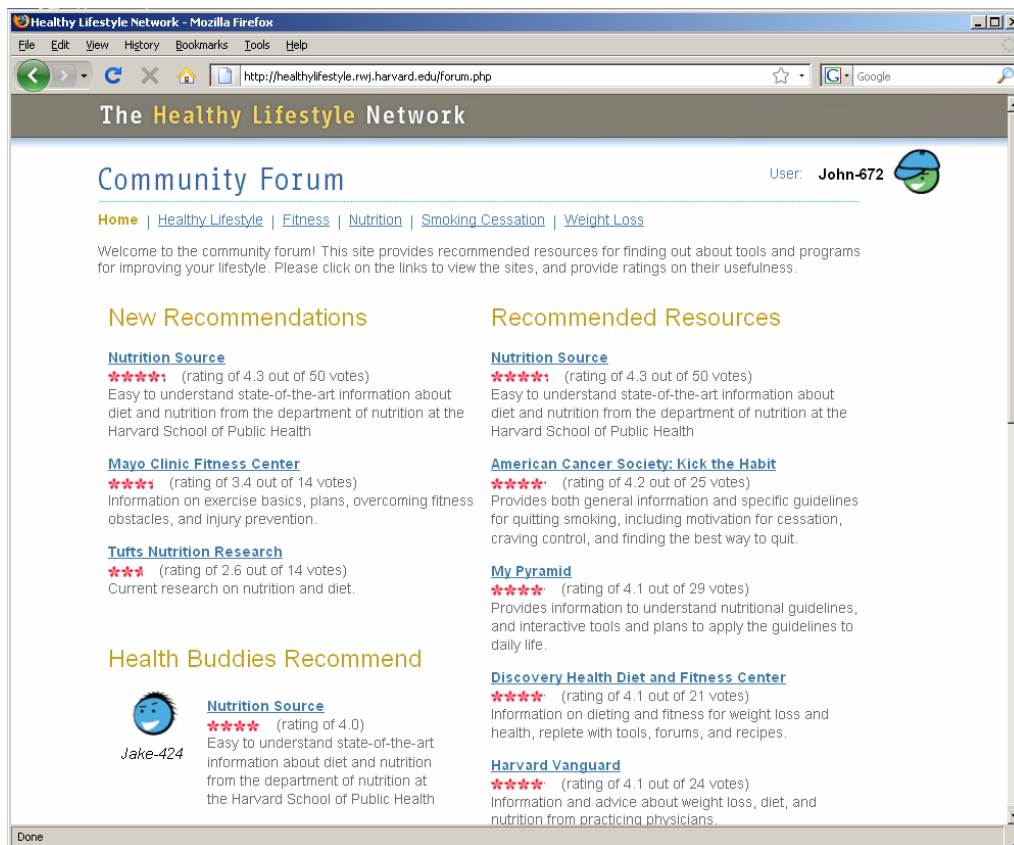 Healthy Lifestyle Network - Mozilla Firefox
File Edit View History Bookmarks Tools Help
http://healthylifestyle.rwj.harvard.edu/forum.php
G Google
The Healthy Lifestyle Network
Community Forum
User: John-672
Home | Healthy Lifestyle | Fitness | Nutrition | Smoking Cessation | Weight Loss
Welcome to the community forum! This site provides recommended resources for finding out about tools and programs
for improving your lifestyle. Please click on the links to view the sites, and provide ratings on their usefulness.
New Recommendations
Nutrition Source
(rating of 4.3 out of 50 votes)
Easy to understand state-of-the-art information about
diet and nutrition from the department of nutrition at the
Harvard School of Public Health
Mayo Clinic Fitness Center
(rating of 3.4 out of 14 votes)
Information on exercise basics, plans, overcoming fitness
obstacles, and injury prevention.
Tufts Nutrition Research
(rating of 2.6 out of 14 votes)
Current research on nutrition and diet.
Health Buddies Recommend
Jake-424
Nutrition Source
(rating of 4.0)
Easy to understand state-of-the-art
information about diet and nutrition
from the department of nutrition at
the Harvard School of Public Health
Recommended Resources
Nutrition Source
(rating of 4.3 out of 50 votes)
Easy to understand state-of-the-art information about
diet and nutrition from the department of nutrition at the
Harvard School of Public Health
American Cancer Society: Kick the Habit
(rating of 4.2 out of 25 votes)
Provides both general information and specific guidelines
for quitting smoking, including motivation for cessation,
craving control, and finding the best way to quit.
My Pyramid
(rating of 4.1 out of 29 votes)
Provides information to understand nutritional guidelines,
and interactive tools and plans to apply the guidelines to
daily life.
Discovery Health Diet and Fitness Center
(rating of 4.1 out of 21 votes)
Information on dieting and fitness for weight loss and
health, replete with tools, forums, and recipes.
Harvard Vanguard
(rating of 4.1 out of 24 votes)
Information and advice about weight loss, diet, and
nutrition from practicing physicians.
Done